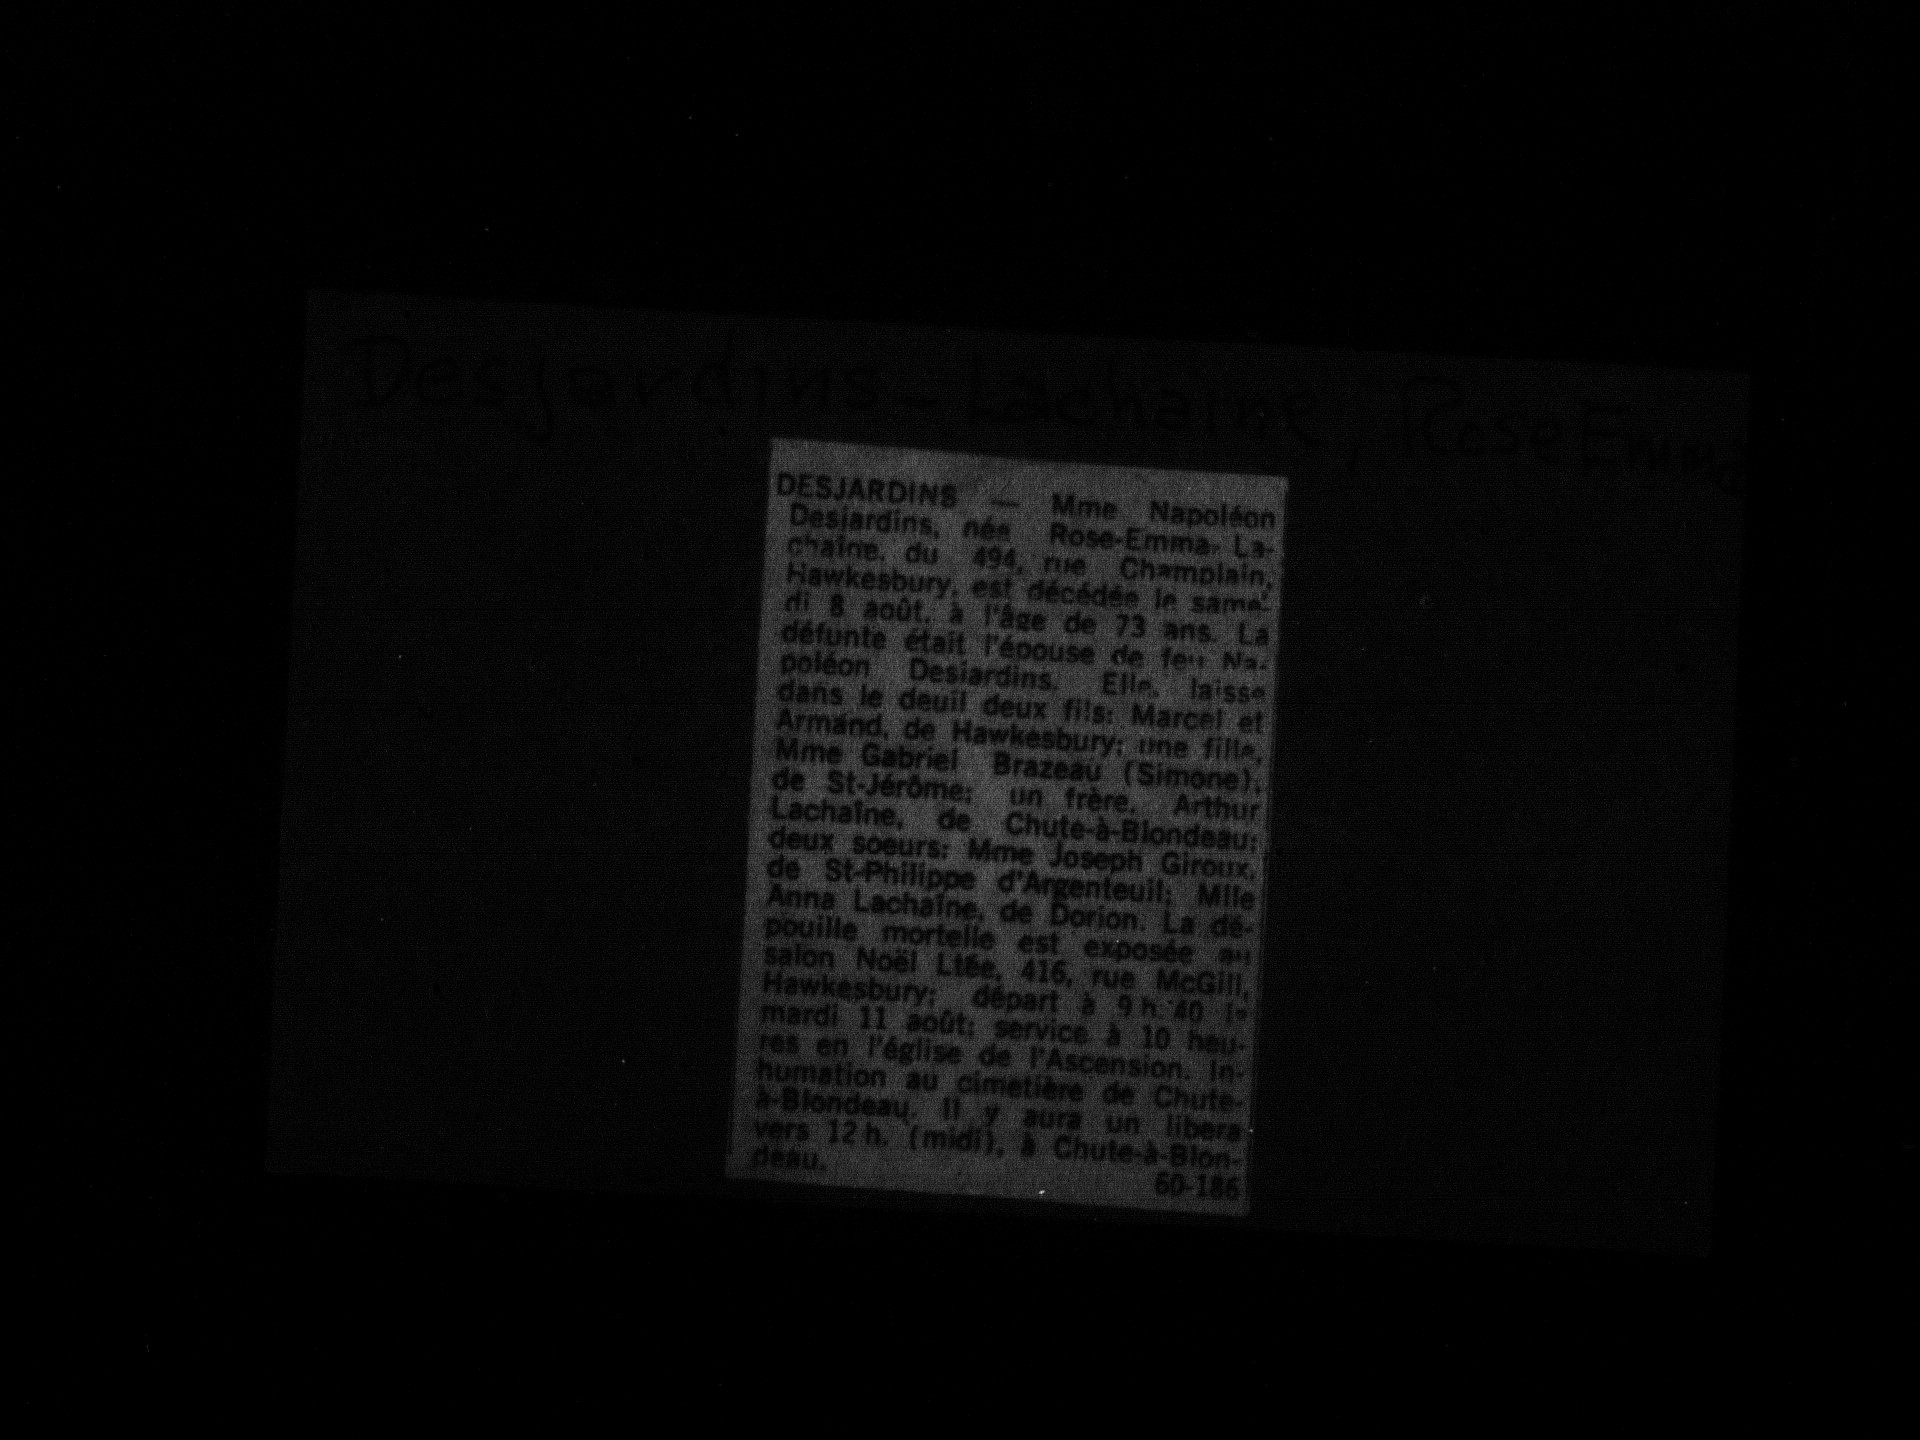 Desjardins - Lachaine, Rose Emma
DESJARDINS — Mme Napoléon
Desjardins, née Rose-Emma, La-
chaîne, du 494, rue Champlain,
Hawkesbury, est décédée le same-
di 8 août, à l'âge de 73 ans. La
défunte était l'épouse de feu Na-
poléon Desjardins. Elle, laisse
dans le deuil deux fils: Marcel et
Armand, de Hawkesbury; une fille,
Mme Gabriel Brazeau (Simone),
de St-Jérôme; un frère, Arthur
Lachaîne, de Chute-à-Blondeau;
deux soeurs: Mme Joseph Giroux,
de St-Philippe d'Argenteuil; Mlle
Anna Lachaîne, de Dorion. La dé-
pouille mortelle est exposée au
salon Noël Ltée, 416, rue McGill,
Hawkesbury; départ à 9 h. 40 le
mardi 11 août; service à 10 heu-
res en l'église de l'Ascension. In-
humation au cimetière de Chute-
à-Blondeau. Il y aura un libera
vers 12 h. (midi), à Chute-à-Blon-
deau.
60-186